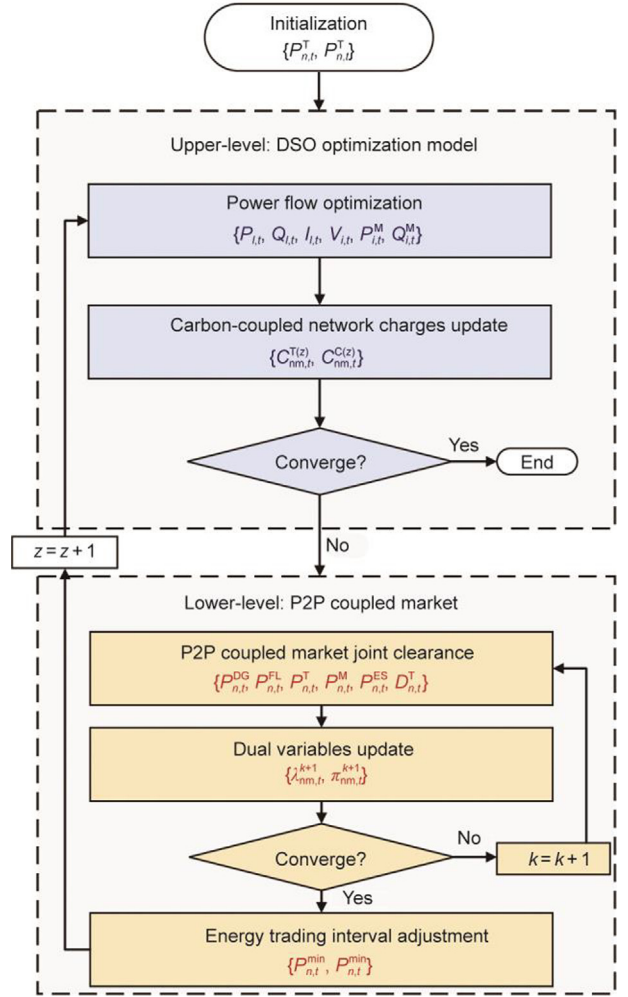 Initialization
{P^T_{n,t}, P^T_{n,t}}
Upper-level: DSO optimization model
Power flow optimization
{P_{l,t}, Q_{l,t}, I_{l,t}, V_{i,t}, P^M_{i,t}, Q^M_{i,t}}
Carbon-coupled network charges update
{C^{T(z)}_{nm,t}, C^{C(z)}_{nm,t}}
Converge?
Yes
End
No
z = z + 1
Lower-level: P2P coupled market
P2P coupled market joint clearance
{P^{DG}_{n,t}, P^{FL}_{n,t}, P^T_{n,t}, P^M_{n,t}, P^{ES}_{n,t}, D^T_{n,t}}
Dual variables update
{λ^{k+1}_{nm,t}, π^{k+1}_{nm,t}}
Converge?
No
k = k + 1
Yes
Energy trading interval adjustment
{P^{min}_{n,t}, P^{min}_{n,t}}